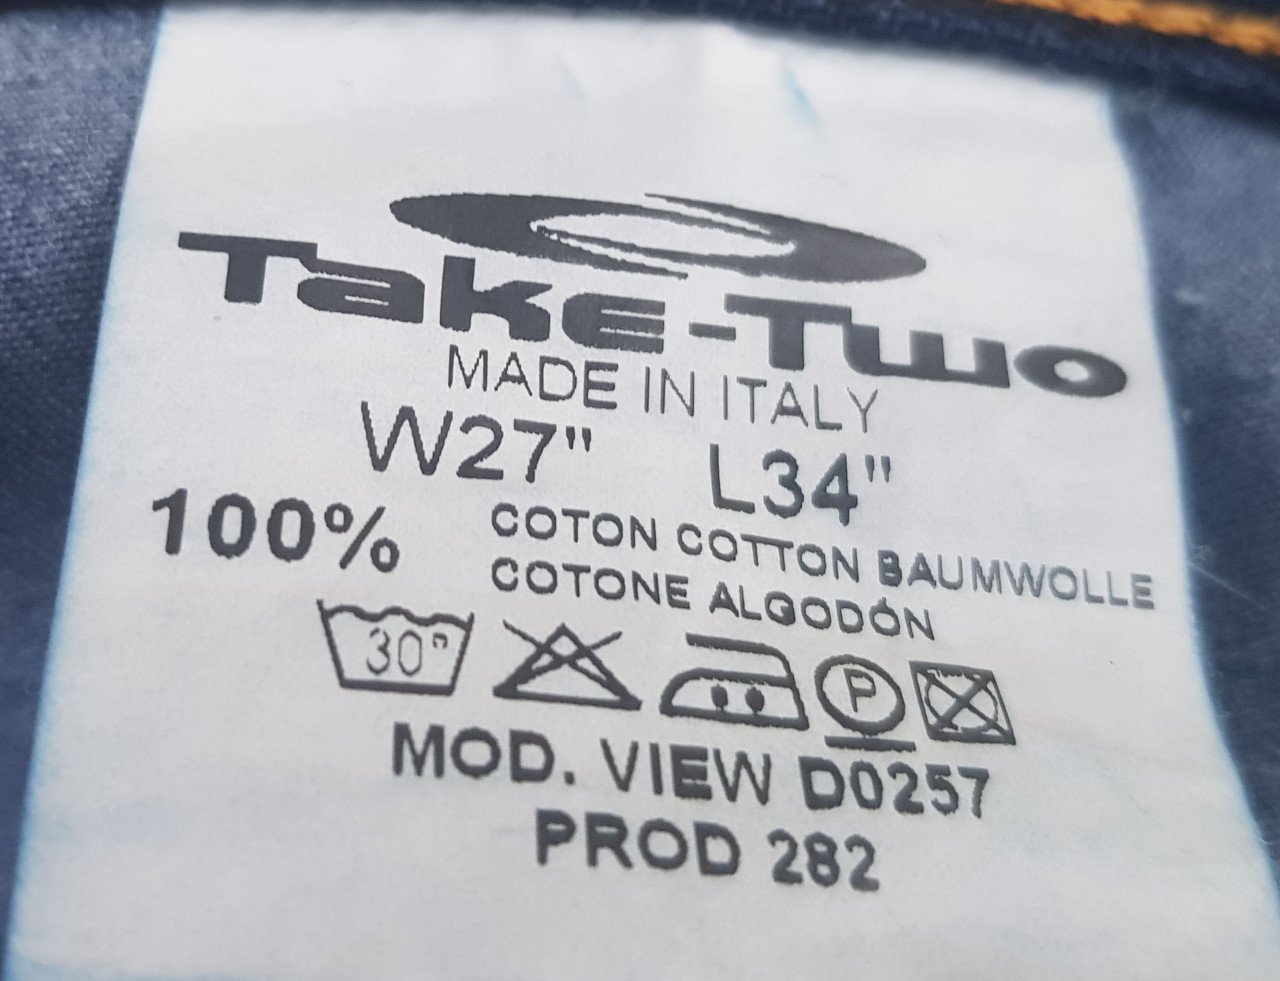 Take-Two
MADE IN ITALY
W27" L34"
100% COTON COTTON BAUMWOLLE
COTONE ALGODÓN
30° P
MOD. VIEW D0257
PROD 282